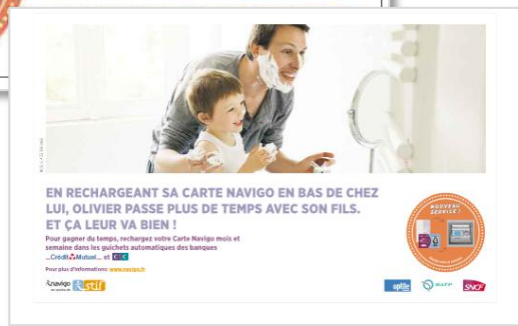 EN RECHARGEANT SA CARTE NAVIGO EN BAS DE CHEZ
LUI, OLIVIER PASSE PLUS DE TEMPS AVEC SON FILS.
ET ÇA LEUR VA BIEN !
Pour gagner du temps, rechargez votre Carte Navigo mois et
semaine dans les guichets automatiques des banques
Crédit Mutuel et CIC
Pour plus d'informations: www.navigo.fr
NOUVEAU
SERVICE !
navigo
stif
optile
RATP
SNCF